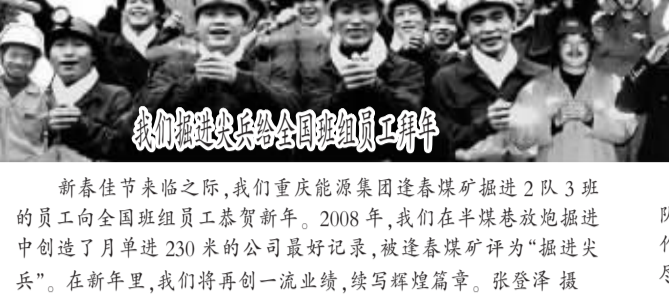 我们掘进尖兵给全国班组员工拜年
新春佳节来临之际,我们重庆能源集团逢春煤矿掘进2队3班
的员工向全国班组员工恭贺新年。2008年,我们在半煤巷放炮掘进
中创造了月单进230米的公司最好记录,被逢春煤矿评为“掘进尖
兵”。在新年里,我们将再创一流业绩,续写辉煌篇章。张登泽 摄
队